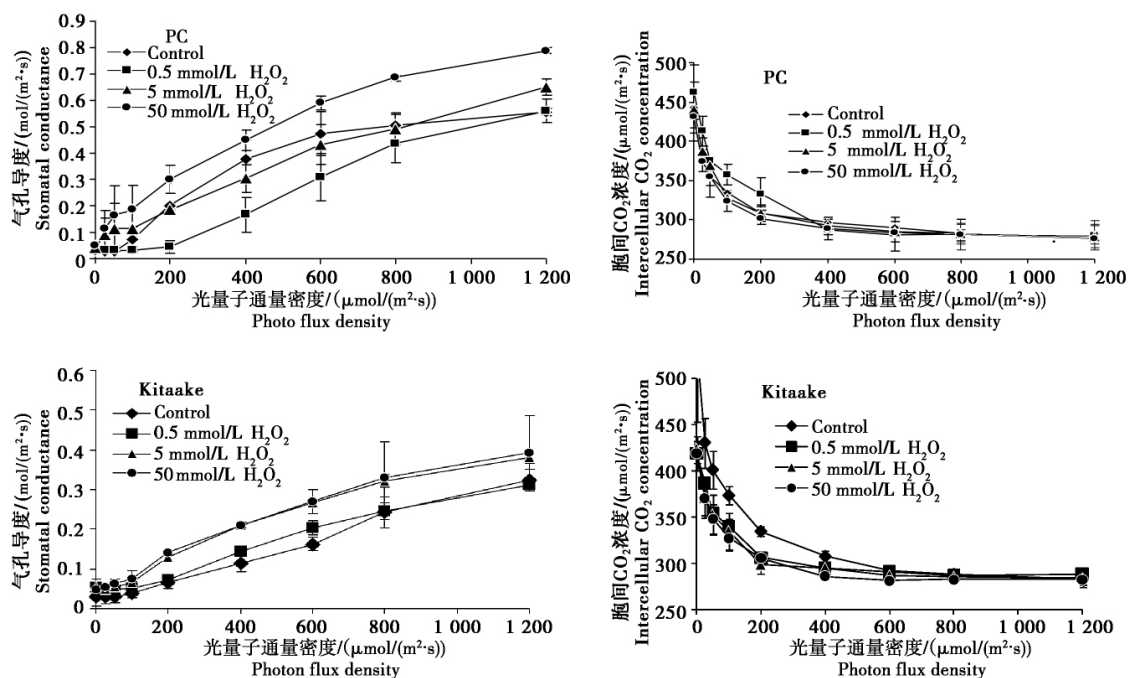 0.9
0.8
0.7
0.6
0.5
0.4
0.3
0.2
0.1
0
气孔导度/(mol/(m²·s))
Stomatal conductance
PC
Control
0.5 mmol/L H₂O₂
5 mmol/L H₂O₂
50 mmol/L H₂O₂
0 200 400 600 800 1 000 1 200
光量子通量密度/(μmol/(m²·s))
Photo flux density
500
450
400
350
300
250
胞间CO₂浓度/(μmol/(m²·s))
Intercellular CO₂ concentration
PC
Control
0.5 mmol/L H₂O₂
5 mmol/L H₂O₂
50 mmol/L H₂O₂
0 200 400 600 800 1 000 1 200
光量子通量密度/(μmol/(m²·s))
Photon flux density
0.6
0.5
0.4
0.3
0.2
0.1
0
气孔导度/(mol/(m²·s))
Stomatal conductance
Kitaake
Control
0.5 mmol/L H₂O₂
5 mmol/L H₂O₂
50 mmol/L H₂O₂
0 200 400 600 800 1 000 1 200
光量子通量密度/(μmol/(m²·s))
Photon flux density
500
450
400
350
300
250
胞间CO₂浓度/(μmol/(m²·s))
Intercellular CO₂ concentration
Kitaake
Control
0.5 mmol/L H₂O₂
5 mmol/L H₂O₂
50 mmol/L H₂O₂
0 200 400 600 800 1 000 1 200
光量子通量密度/(μmol/(m²·s))
Photon flux density